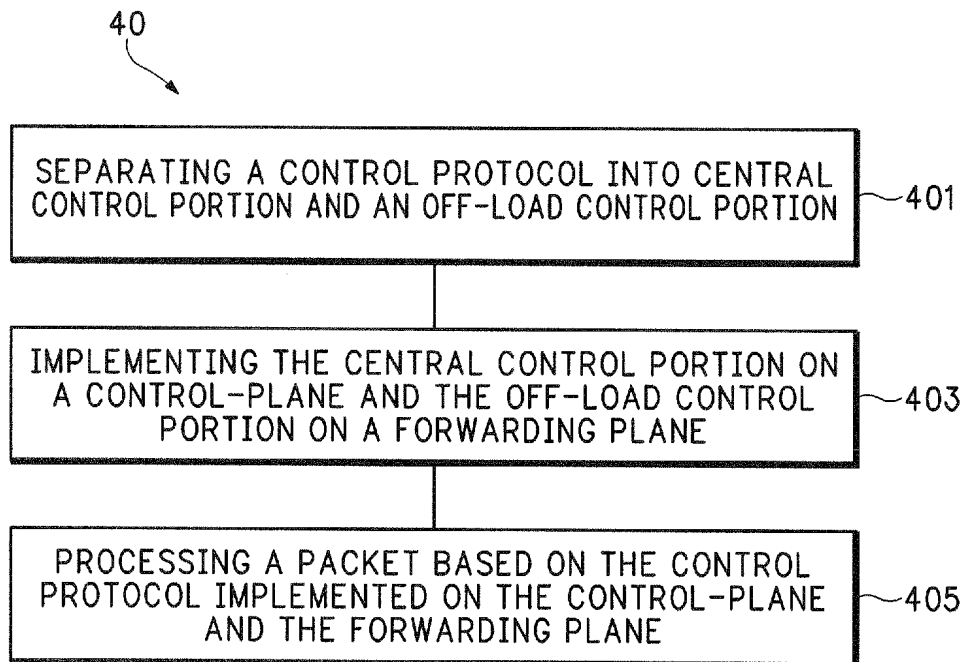 40
SEPARATING A CONTROL PROTOCOL INTO CENTRAL
CONTROL PORTION AND AN OFF-LOAD CONTROL PORTION
401
IMPLEMENTING THE CENTRAL CONTROL PORTION ON
A CONTROL-PLANE AND THE OFF-LOAD CONTROL
PORTION ON A FORWARDING PLANE
403
PROCESSING A PACKET BASED ON THE CONTROL
PROTOCOL IMPLEMENTED ON THE CONTROL-PLANE
AND THE FORWARDING PLANE
405